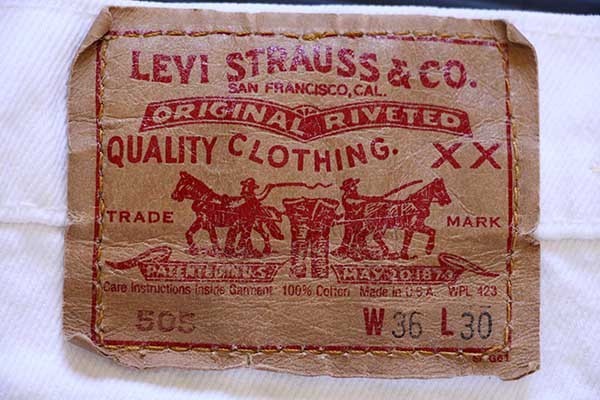 LEVI STRAUSS & CO.
SAN FRANCISCO, CAL.
ORIGINAL RIVETED
QUALITY CLOTHING. XX
TRADE MARK
PATENTED IN U.S. MAY 20 1873
Care Instructions Inside Garment 100% Cotton Made in U.S.A. WPL 423
505 W 36 L 30